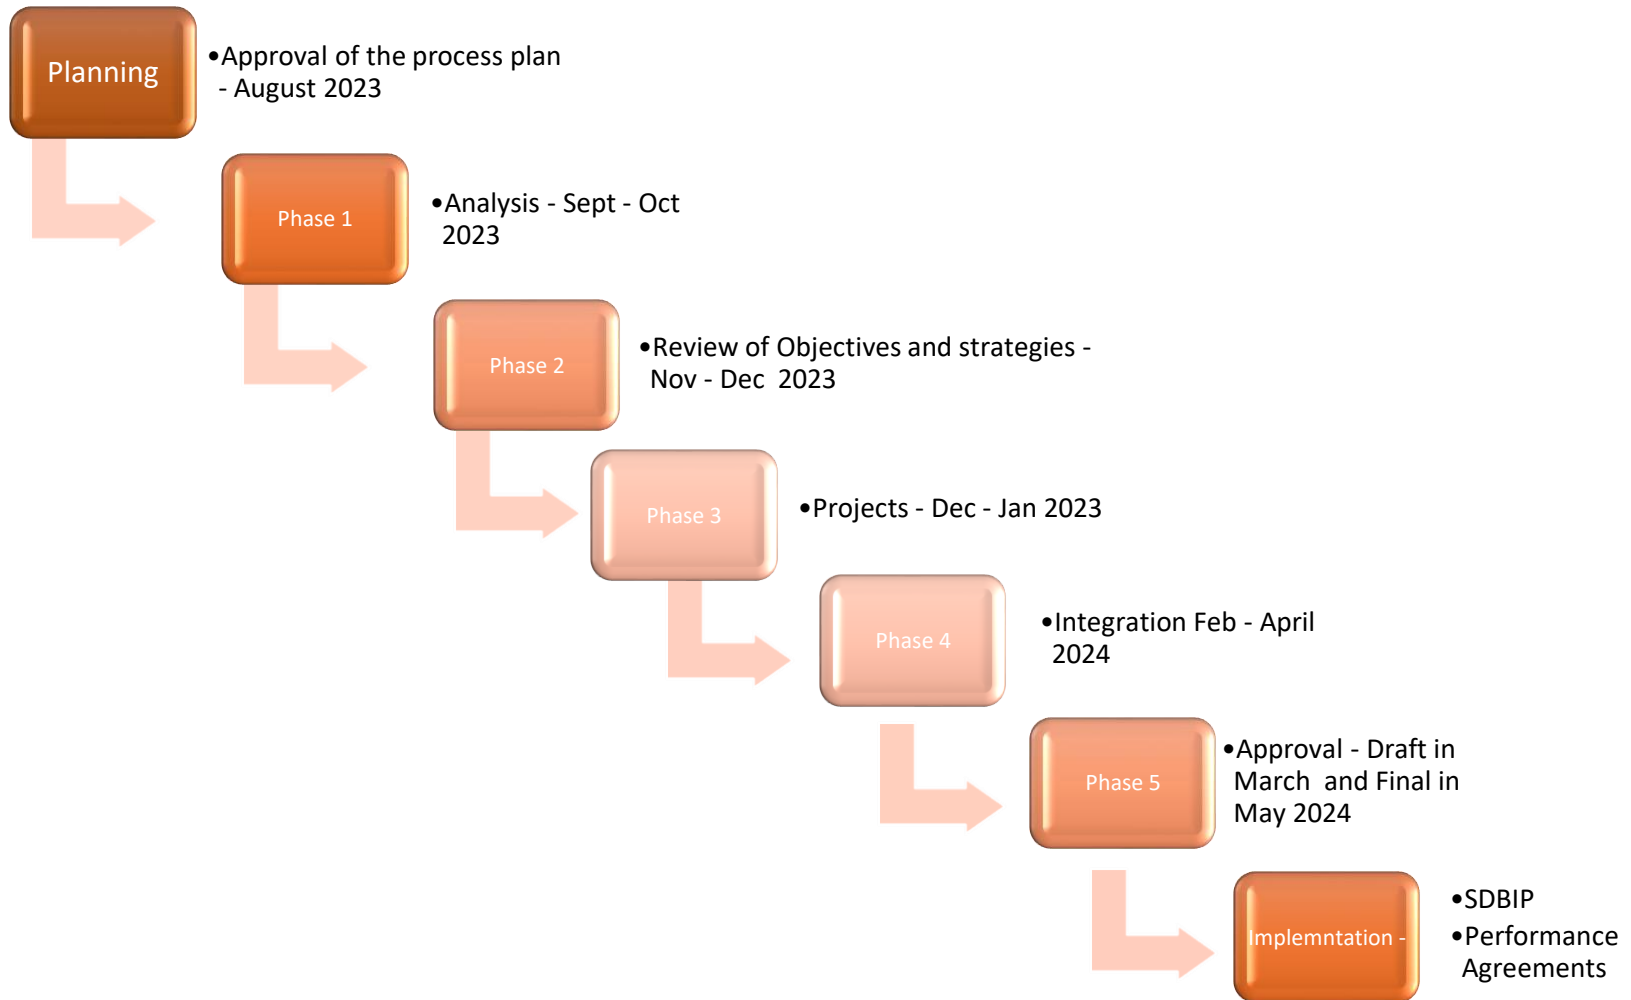 Planning
•Approval of the process plan
- August 2023
Phase 1
•Analysis - Sept - Oct
2023
Phase 2
•Review of Objectives and strategies -
Nov - Dec  2023
Phase 3
•Projects - Dec - Jan 2023
Phase 4
•Integration Feb - April
2024
Phase 5
•Approval - Draft in
March  and Final in
May 2024
Implemntation -
•SDBIP
•Performance
Agreements